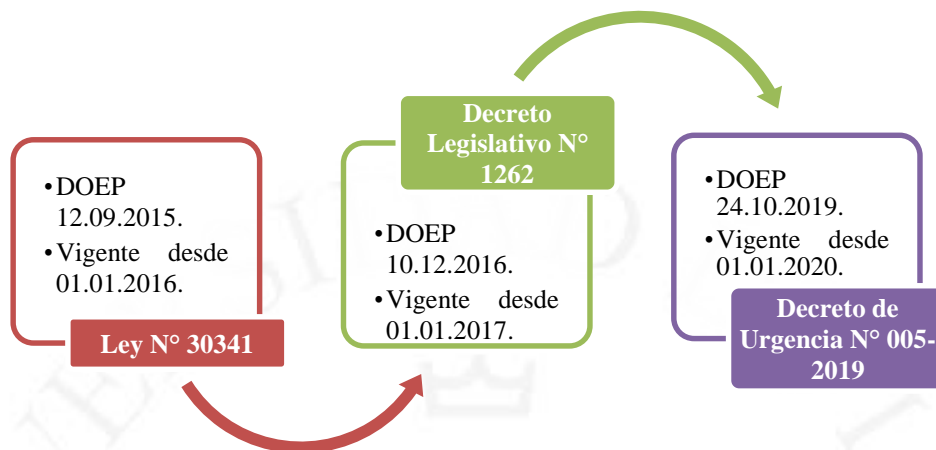 •DOEP
12.09.2015.
•Vigente desde
01.01.2016.
Ley N° 30341
Decreto
Legislativo N°
1262
•DOEP
10.12.2016.
•Vigente desde
01.01.2017.
•DOEP
24.10.2019.
•Vigente desde
01.01.2020.
Decreto de
Urgencia N° 005-
2019